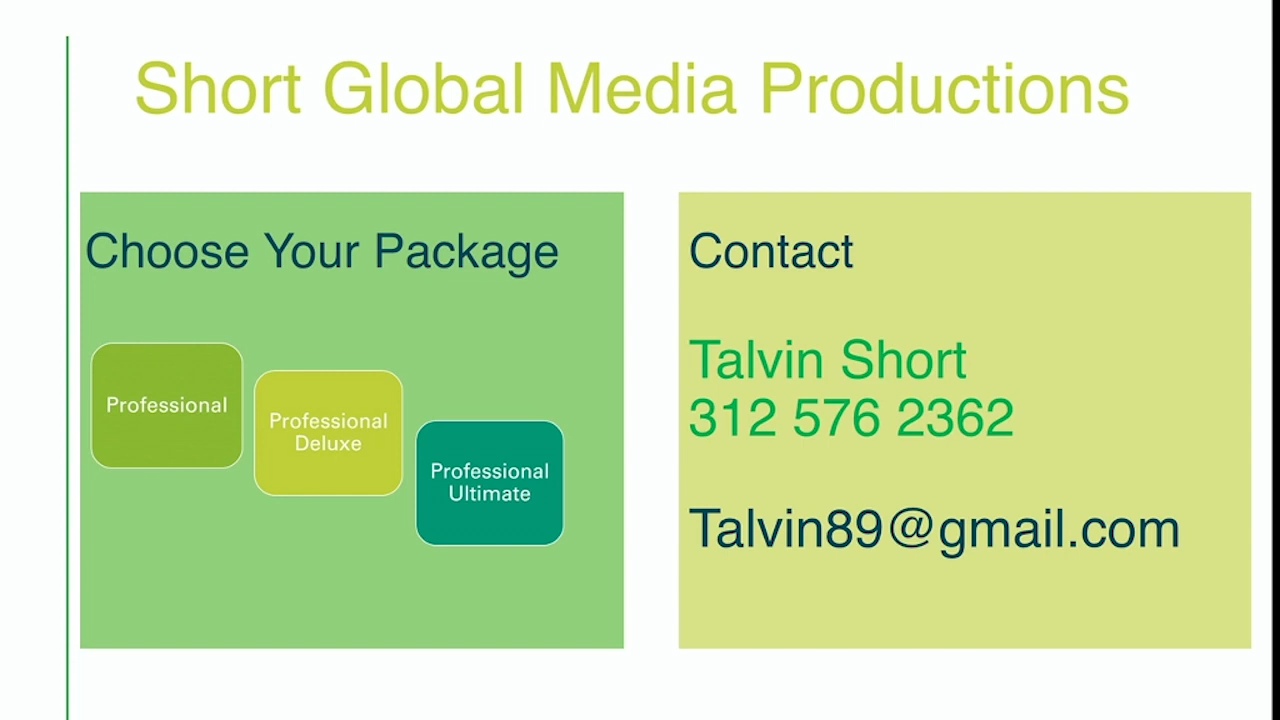 Short Global Media Productions
Choose Your Package
Professional
Professional
Deluxe
Professional
Ultimate
Contact
Talvin Short
312 576 2362
Talvin89@gmail.com